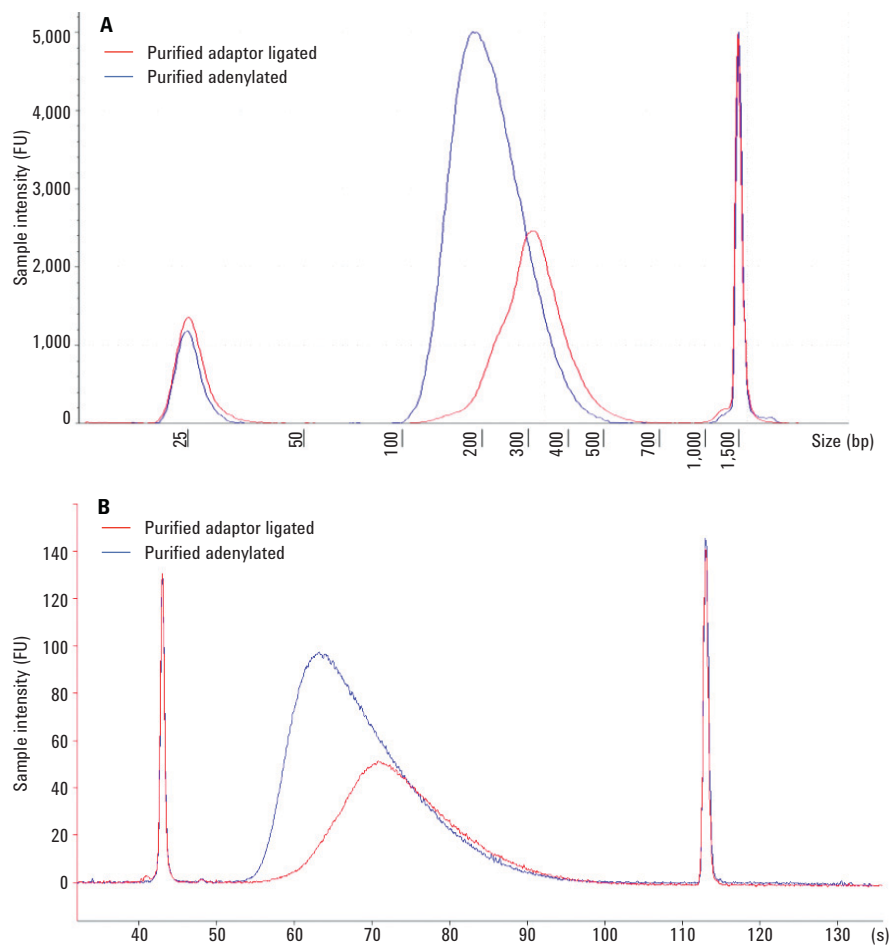 A
Purified adaptor ligated
Purified adenylated
Sample intensity (FU)
5,000
4,000
3,000
2,000
1,000
0
25
50
100
200
300
400
500
700
1,000
1,500
Size (bp)
B
Purified adaptor ligated
Purified adenylated
Sample intensity (FU)
140
120
100
80
60
40
20
0
40 50 60 70 80 90 100 110 120 130 (s)